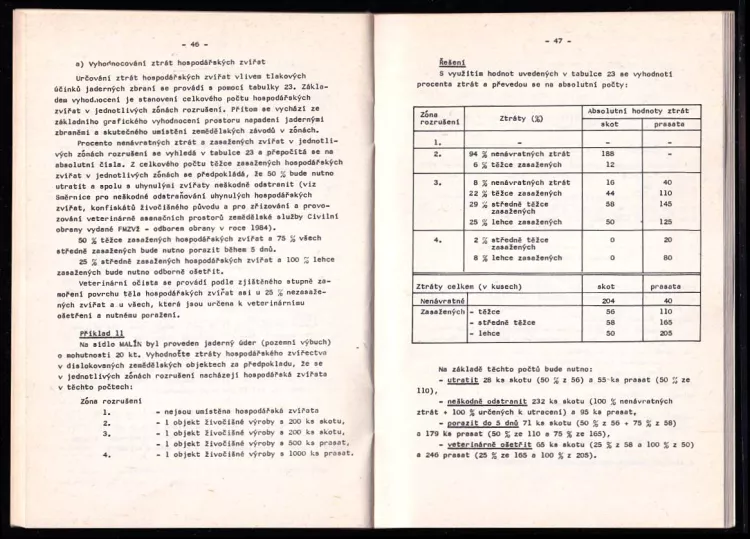 - 46 -
a) Vyhodnocování ztrát hospodářských zvířat
Určování ztrát hospodářských zvířat vlivem tlakových
účinků jaderných zbraní se provádí s pomocí tabulky 23. Zákla-
dem vyhodnocení je stanovení celkového počtu hospodářských
zvířat v jednotlivých zónách rozrušení. Přitom se vychází ze
základního grafického vyhodnocení prostoru napadení jadernými
zbraněmi a skutečného umístění zemědělských závodů v zónách.
Procento nenávratných ztrát a zasažených zvířat v jednotli-
vých zónách rozrušení se vyhledá v tabulce 23 a přepočítá se na
absolutní čísla. Z celkového počtu těžce zasažených hospodářských
zvířat v jednotlivých zónách se předpokládá, že 50 % bude nutno
utratit a spolu s uhynulými zvířaty neškodně odstranit (viz
Směrnice pro neškodné odstraňování uhynulých hospodářských
zvířat, konfiskátů živočišného původu a pro zřizování a provo-
zování veterinárně asanačních prostorů zemědělské služby Civilní
obrany vydané FMZVŽ - odborem obrany v roce 1984).
50 % těžce zasažených hospodářských zvířat a 75 % všech
středně zasažených bude nutno porazit během 5 dnů.
25 % středně zasažených hospodářských zvířat a 100 % lehce
zasažených bude nutno odborně ošetřit.
Veterinární očista se provádí podle zjištěného stupně za-
moření povrchu těla hospodářských zvířat asi u 25 % nezasaže-
ných zvířat a u všech, která jsou určena k veterinárnímu
ošetření a nutnému poražení.
Příklad 11
Na sídlo MALÍN byl proveden jaderný úder (pozemní výbuch)
o mohutnosti 20 kt. Vyhodnoťte ztráty hospodářského zvířectva
v dislokovaných zemědělských objektech za předpokladu, že se
v jednotlivých zónách rozrušení nacházejí hospodářská zvířata
v těchto počtech:
Zóna rozrušení
1. - nejsou umístěna hospodářská zvířata
2. - 1 objekt živočišné výroby s 200 ks skotu,
3. - 1 objekt živočišné výroby s 200 ks skotu,
- 1 objekt živočišné výroby s 500 ks prasat,
4. - 1 objekt živočišné výroby s 1000 ks prasat.
- 47 -
Řešení
S využitím hodnot uvedených v tabulce 23 se vyhodnotí
procenta ztrát a převedou se na absolutní počty:
Zóna rozrušení Ztráty (%) Absolutní hodnoty ztrát
skot prasata
1. - - -
2. 94 % nenávratných ztrát 188 -
6 % těžce zasažených 12
3. 8 % nenávratných ztrát 16 40
22 % těžce zasažených 44 110
29 % středně těžce 58 145
zasažených
25 % lehce zasažených 50 125
4. 2 % středně těžce 0 20
zasažených
8 % lehce zasažených 0 80
Ztráty celkem (v kusech) skot prasata
Nenávratné 204 40
Zasažených - těžce 56 110
- středně těžce 58 165
- lehce 50 205
Na základě těchto počtů bude nutno:
- utratit 28 ks skotu (50 % z 56) a 55 ks prasat (50 % ze
110),
- neškodně odstranit 232 ks skotu (100 % nenávratných
ztrát + 100 % určených k utracení) a 95 ks prasat,
- porazit do 5 dnů 71 ks skotu (50 % z 56 + 75 % z 58)
a 179 ks prasat (50 % ze 110 a 75 % ze 165),
- veterinárně ošetřit 65 ks skotu (25 % z 58 a 100 % z 50)
a 246 prasat (25 % ze 165 a 100 % z 205).